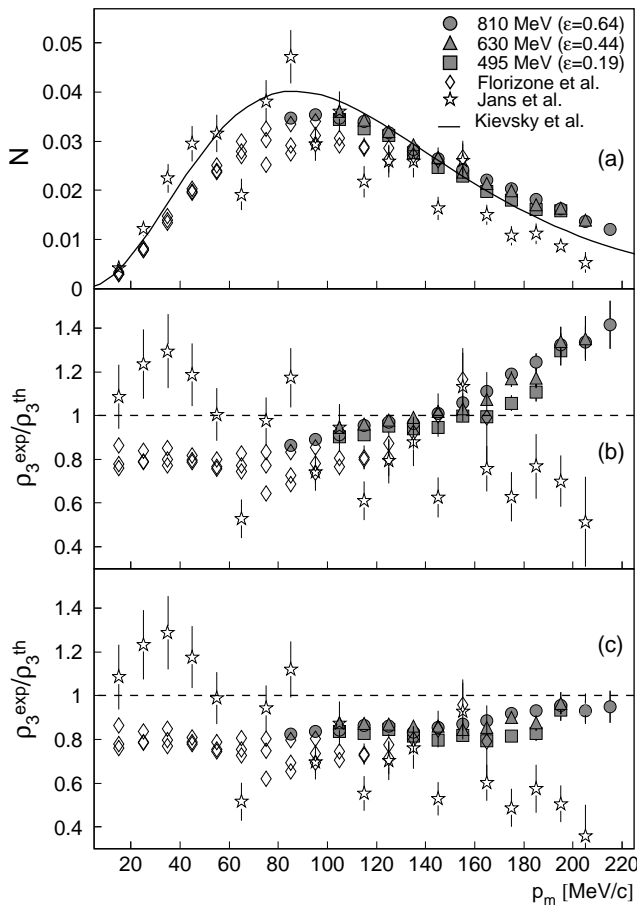 810 MeV (ε=0.64)
630 MeV (ε=0.44)
495 MeV (ε=0.19)
Florizone et al.
Jans et al.
Kievsky et al.
N
0.05
0.04
0.03
0.02
0.01
0
(a)
ρ₃ᵉˣᵖ/ρ₃ᵗʰ
1.4
1.2
1
0.8
0.6
0.4
(b)
ρ₃ᵉˣᵖ/ρ₃ᵗʰ
1.4
1.2
1
0.8
0.6
0.4
(c)
20 40 60 80 100 120 140 160 180 200 220
pₘ [MeV/c]